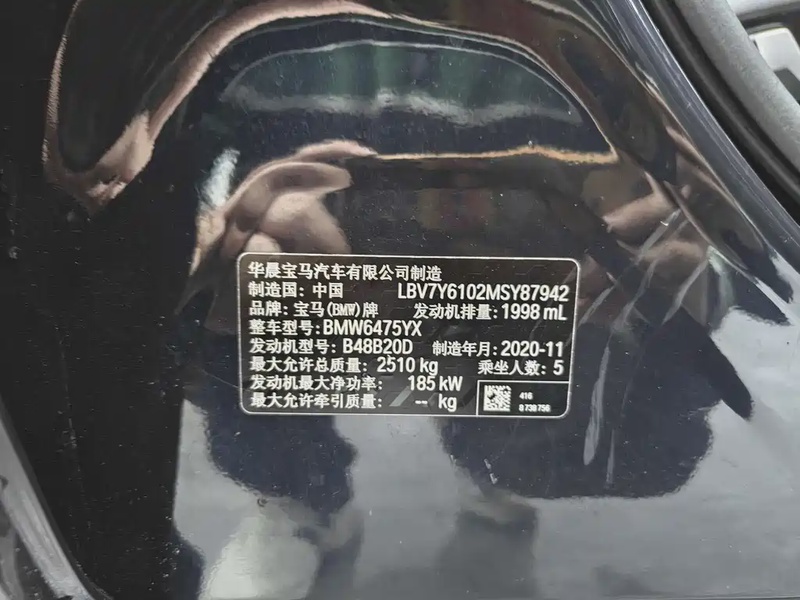 华晨宝马汽车有限公司制造
制造国: 中国 LBV7Y6102MSY87942
品牌: 宝马(BMW)牌 发动机排量: 1998 mL
整车型号: BMW6475YX
发动机型号: B48B20D 制造年月: 2020-11
最大允许总质量: 2510 kg 乘坐人数: 5
发动机最大净功率: 185 kW
最大允许牵引质量: -- kg
416
8738756